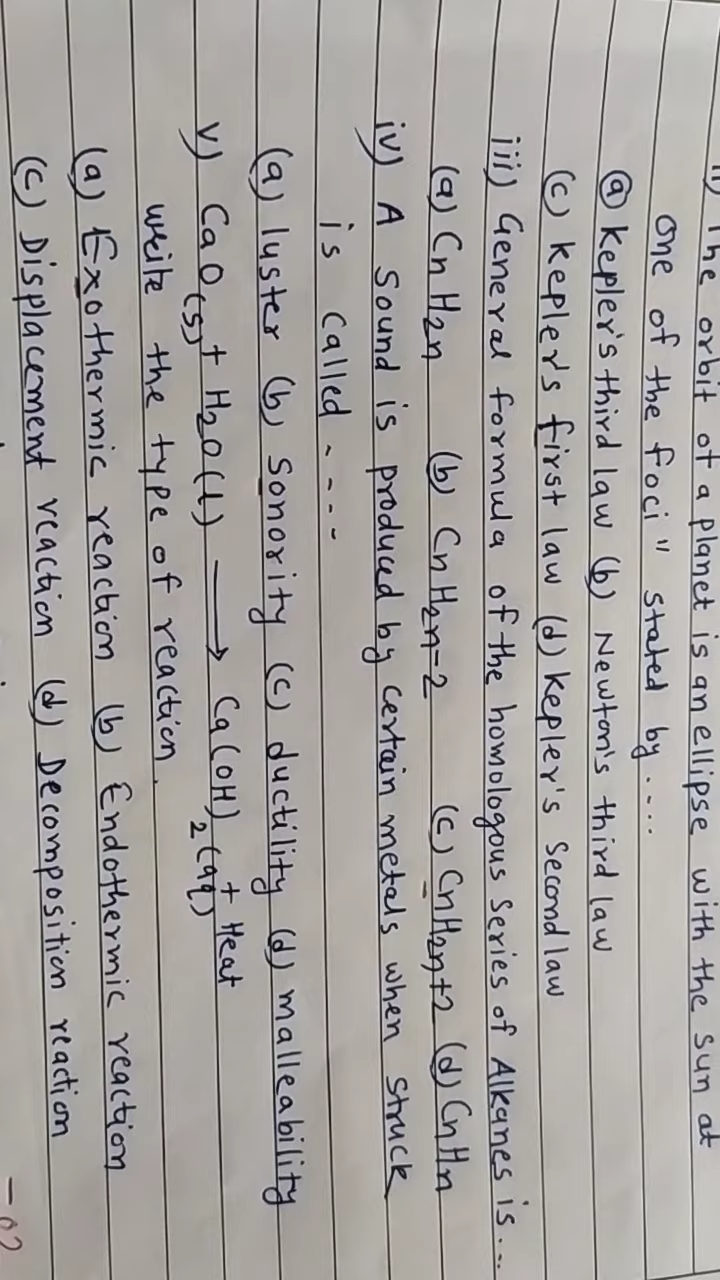 ii) The orbit of a planet is an ellipse with the sun at
one of the foci" stated by....
(a) Kepler's third law (b) Newton's third law
(c) Kepler's first law (d) Kepler's Second law
iii) General formula of the homologous Series of Alkanes is...
(a) CnH2n (b) CnH2n-2 (c) CnH2n+2 (d) CnHn
iv) A Sound is produced by certain metals when struck
is called ....
(a) luster (b) Sonority (c) ductility (d) malleability
v) CaO(s) + H2O(l) → Ca(OH)2(aq) + Heat
write the type of reaction.
(a) Exothermic reaction (b) Endothermic reaction
(c) Displacement reaction (d) Decomposition reaction